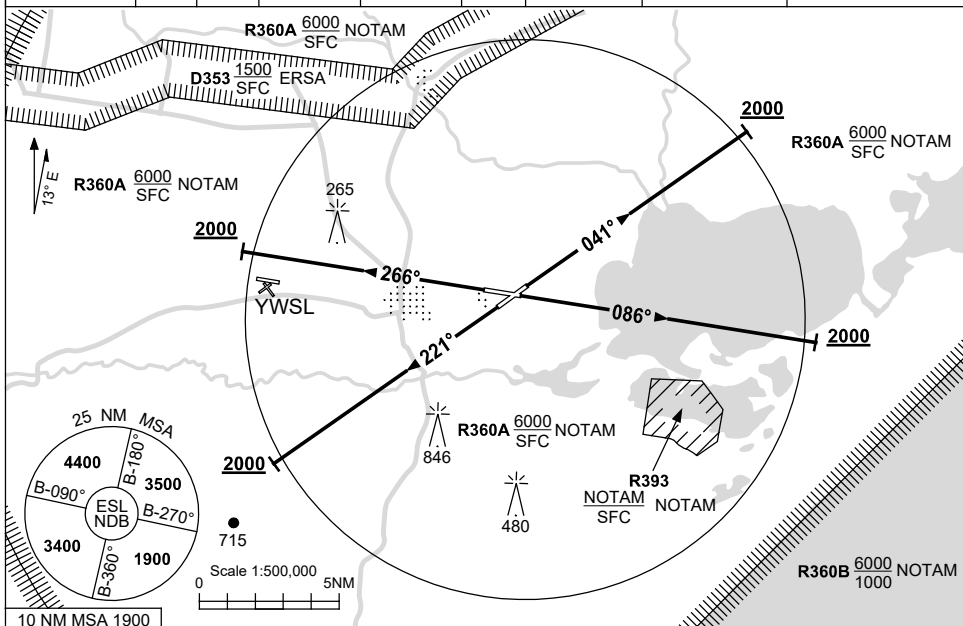 R360A 6000 NOTAM
SFC
D353 1500 ERSA
SFC
2000
R360A 6000 NOTAM
SFC
13° E
R360A 6000 NOTAM
SFC
265
2000
041°
266°
YWSL
086°
2000
221°
R360A 6000 NOTAM
SFC
846
2000
R393
NOTAM NOTAM
SFC
480
25 NM MSA
4400
B-180°
3500
B-090°
ESL
NDB
B-270°
3400
B-360°
1900
715
Scale 1:500,000
0 5NM
R360B 6000 NOTAM
1000
10 NM MSA 1900